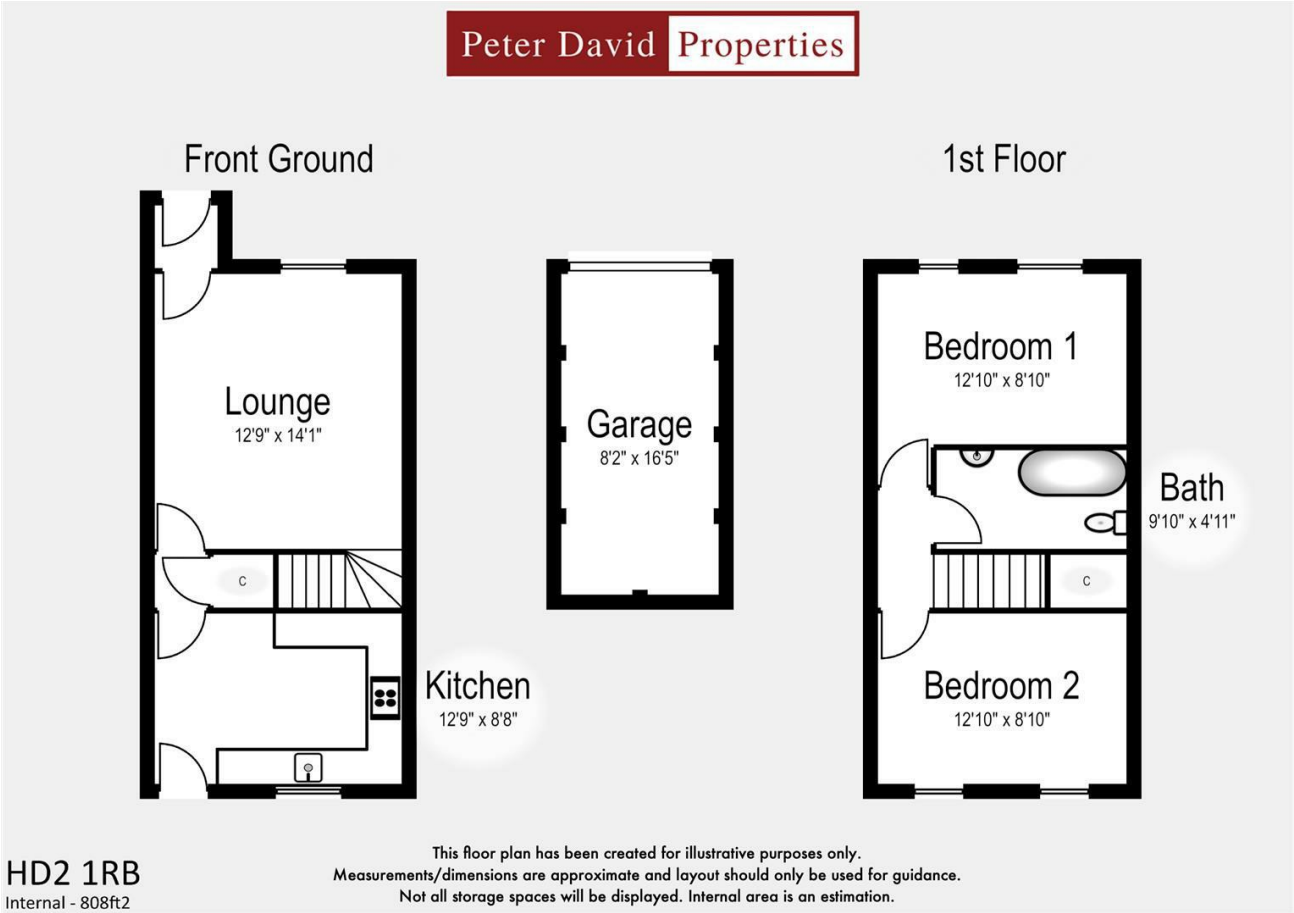 Peter David Properties
Front Ground
1st Floor
Lounge
12'9" x 14'1"
C
Kitchen
12'9" x 8'8"
Garage
8'2" x 16'5"
Bedroom 1
12'10" x 8'10"
Bath
9'10" x 4'11"
C
Bedroom 2
12'10" x 8'10"
HD2 1RB
Internal - 808ft2
This floor plan has been created for illustrative purposes only.
Measurements/dimensions are approximate and layout should only be used for guidance.
Not all storage spaces will be displayed. Internal area is an estimation.